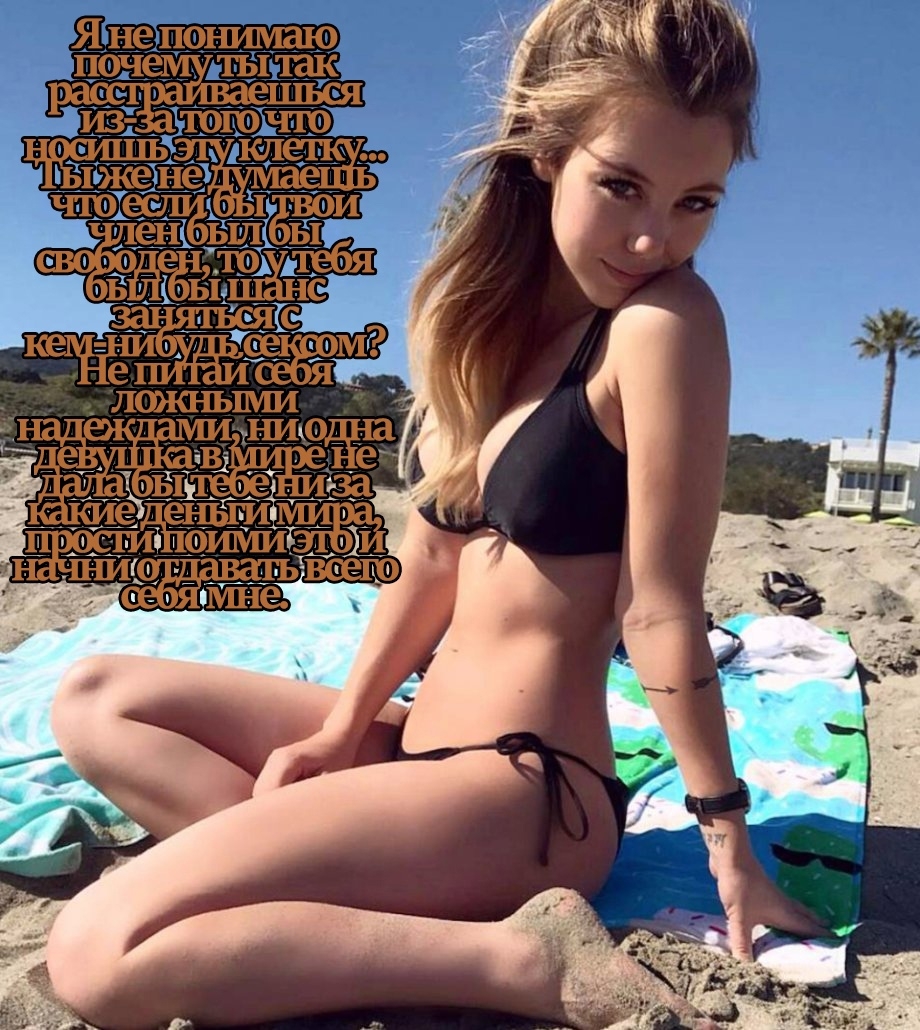 Я не понимаю
почему ты так
расстраиваешься
из-за того что
носишь эту клетку...
Ты же не думаешь
что если бы твой
член был бы
свободен, то у тебя
был бы шанс
заняться с
кем-нибудь сексом?
Не питай себя
ложными
надеждами, ни одна
девушка в мире не
дала бы тебе ни за
какие деньги мира,
прости пойми это и
начни отдавать всего
себя мне.